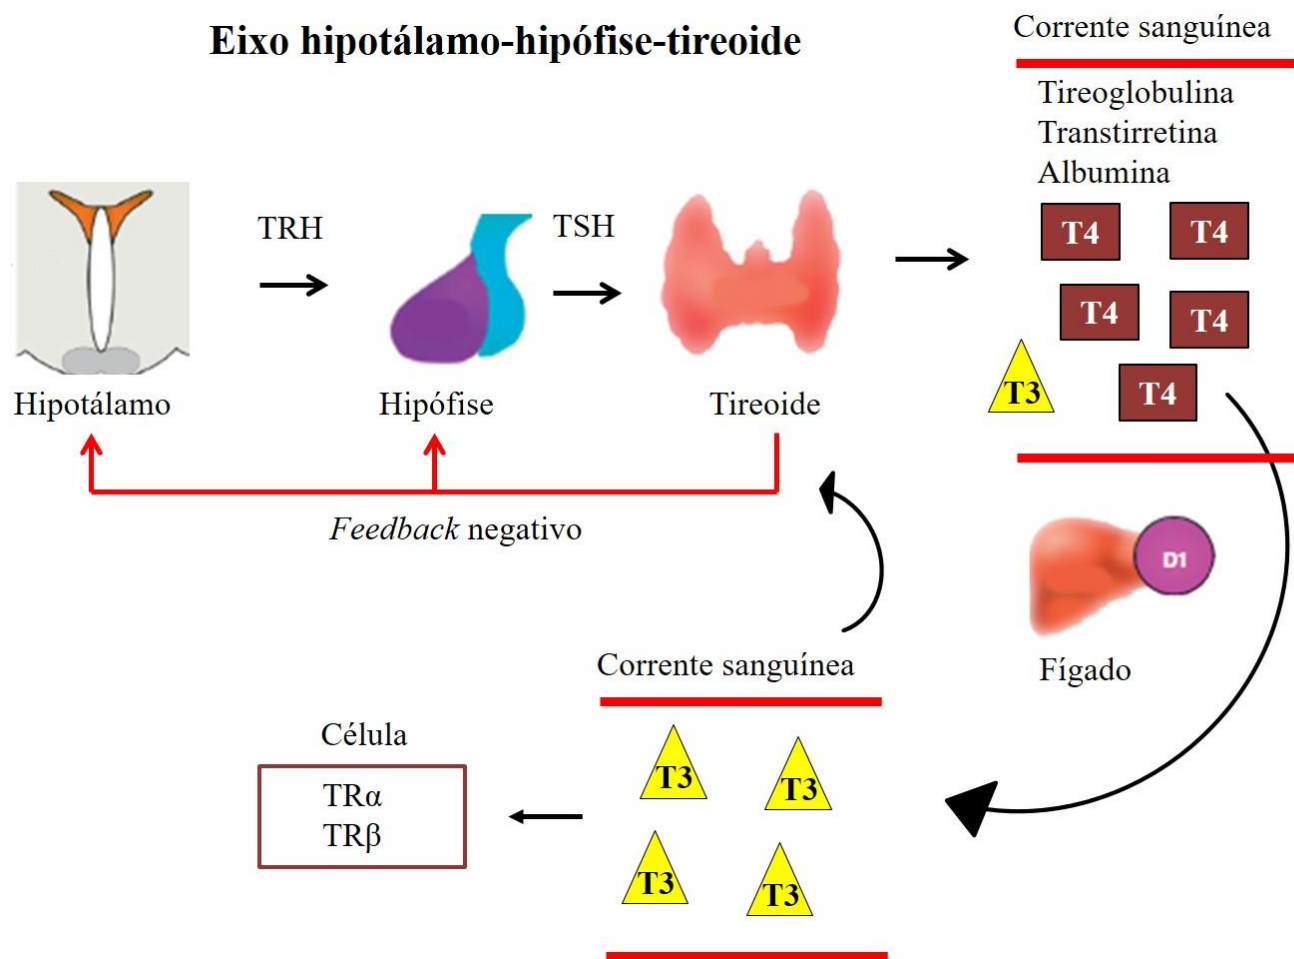 Eixo hipotálamo-hipófise-tireoide
Corrente sanguínea
Tireoglobulina
Transtirretina
Albumina
TRH
TSH
T4
T4
T4
T4
T3
T4
Hipotálamo
Hipófise
Tireoide
Feedback negativo
D1
Fígado
Corrente sanguínea
Célula
TRα
TRβ
T3
T3
T3
T3